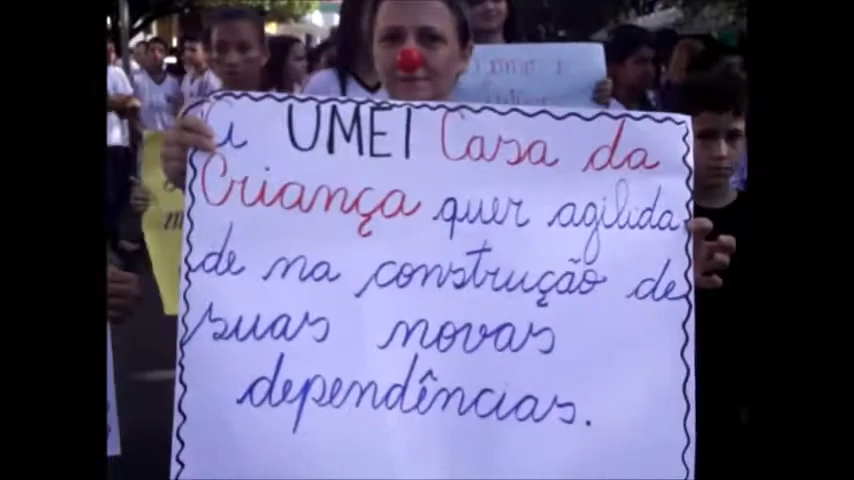 UMEI Casa da
Criança quer agilida
de na construção de
suas novas
dependências.